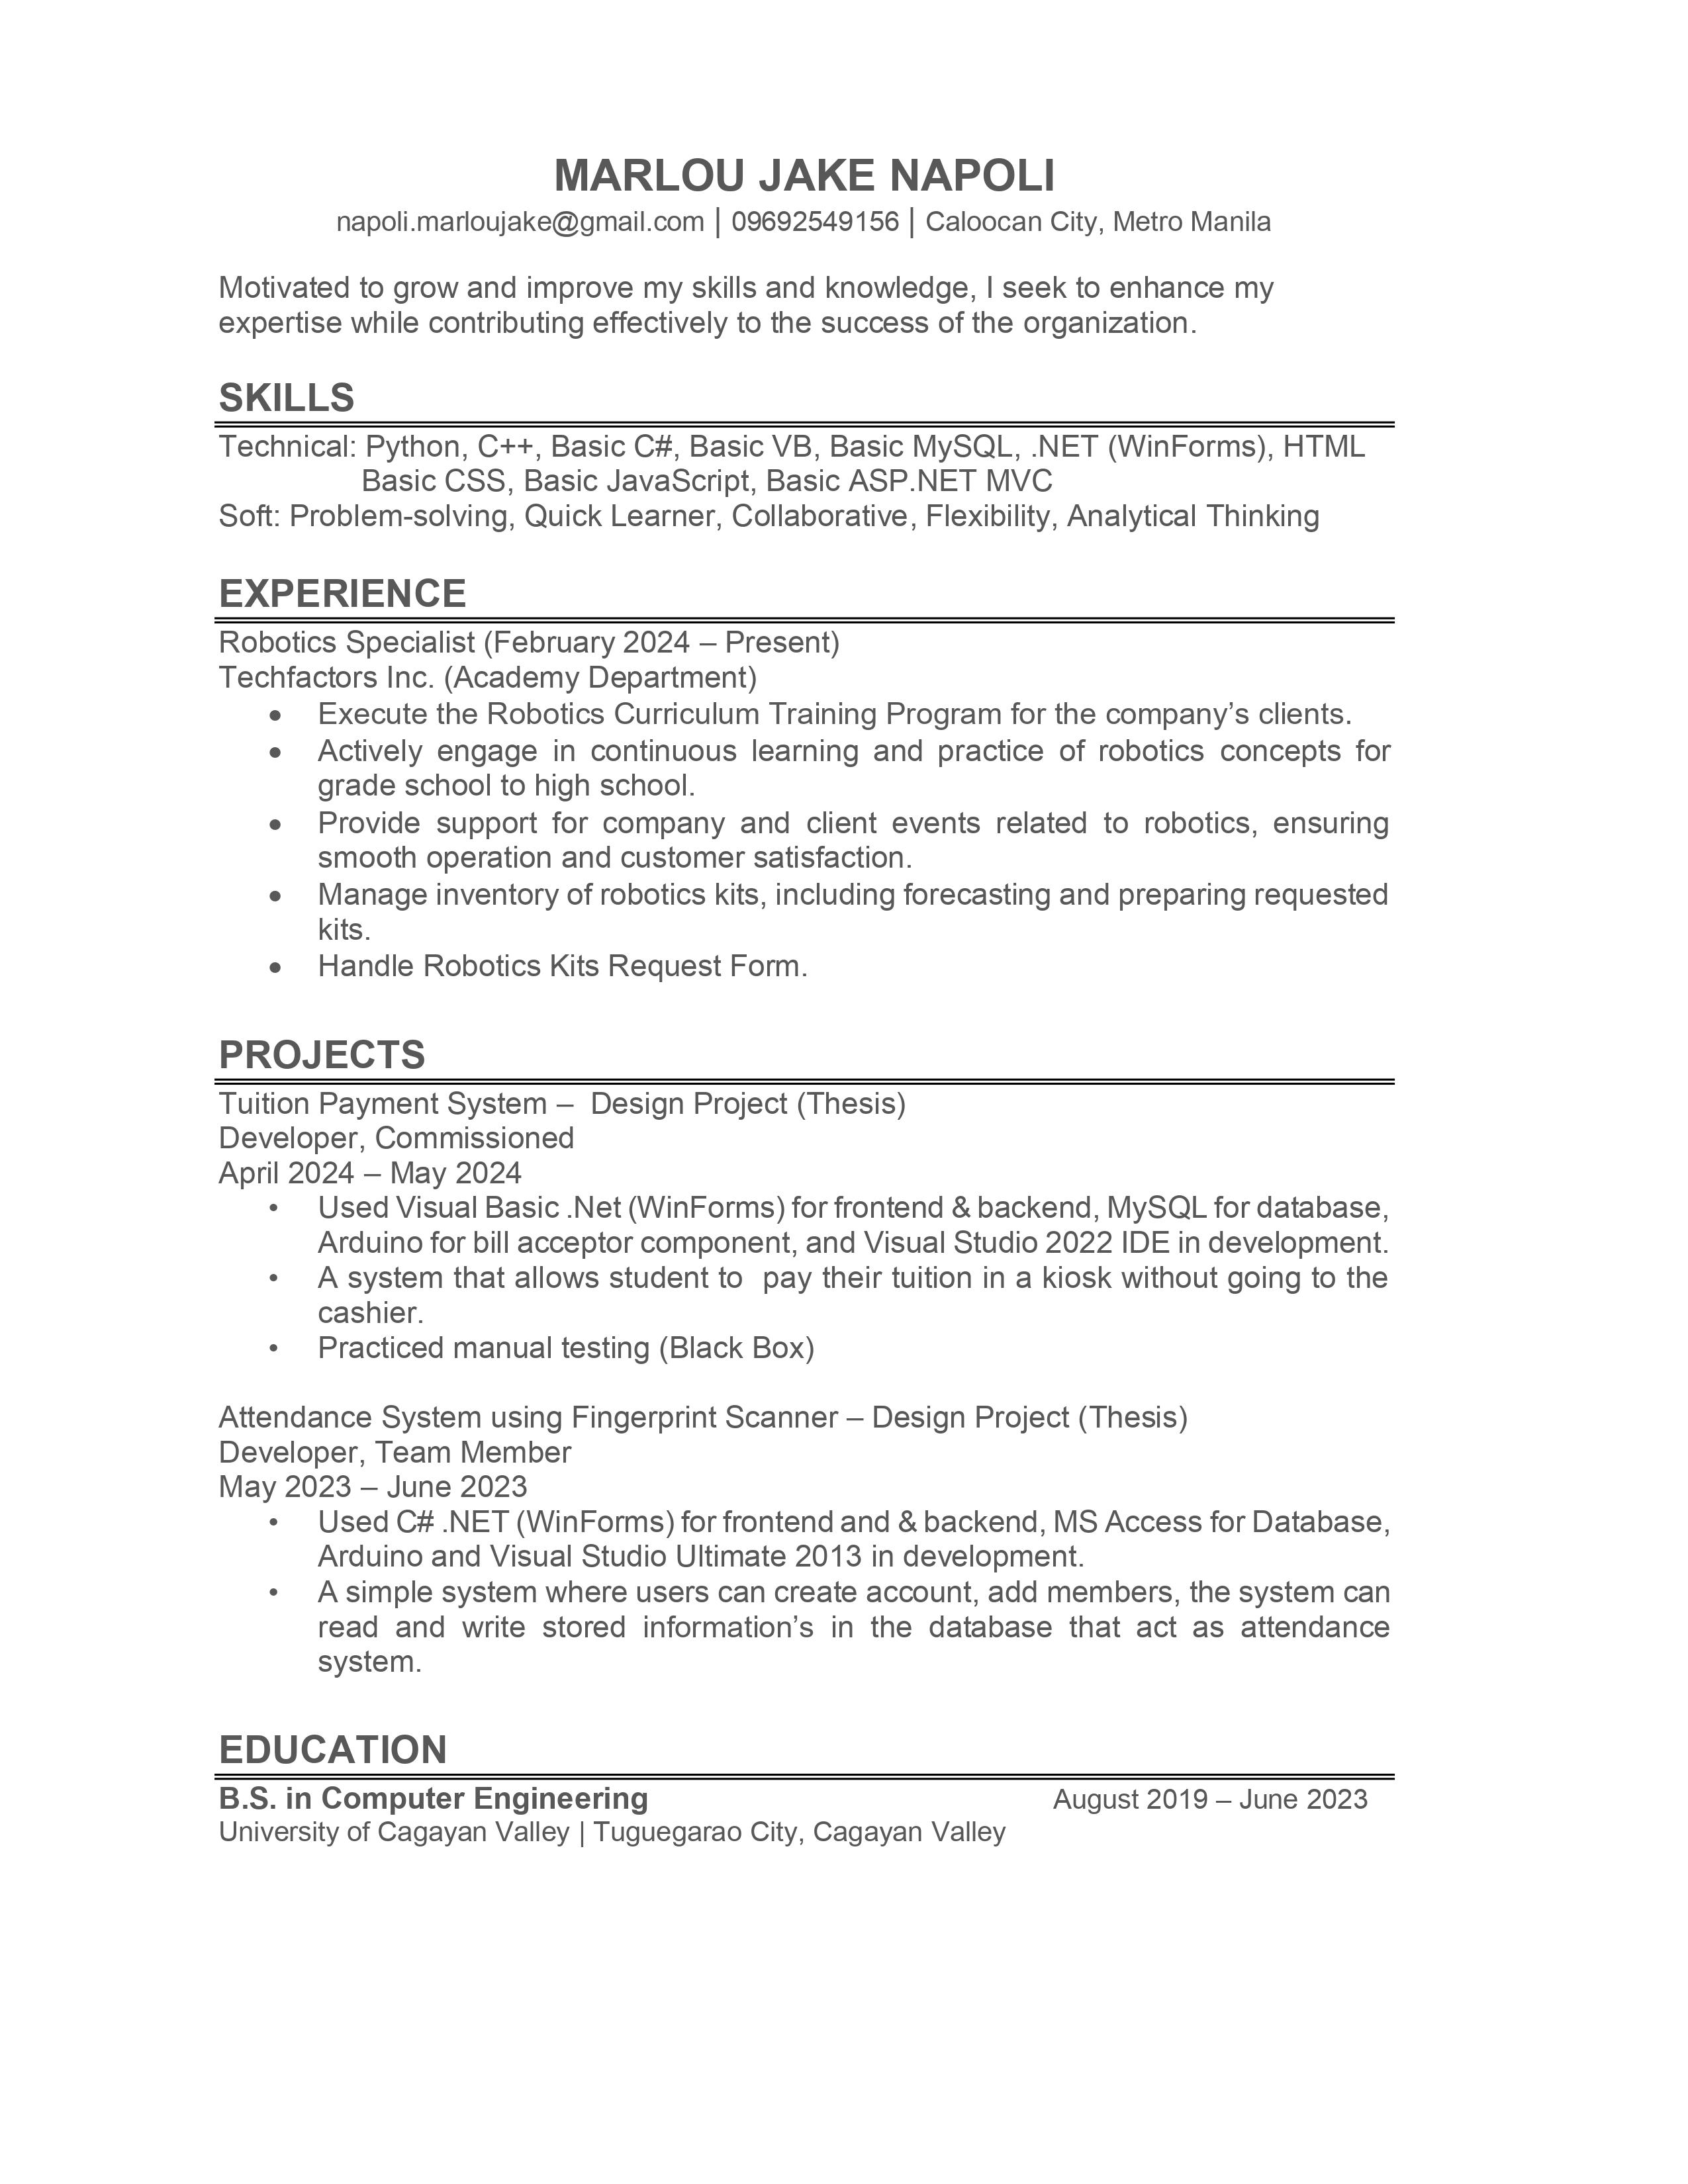 MARLOU JAKE NAPOLI
napoli.marloujake@gmail.com | 09692549156 | Caloocan City, Metro Manila
Motivated to grow and improve my skills and knowledge, I seek to enhance my
expertise while contributing effectively to the success of the organization.
SKILLS
Technical: Python, C++, Basic C#, Basic VB, Basic MySQL, .NET (WinForms), HTML
Basic CSS, Basic JavaScript, Basic ASP.NET MVC
Soft: Problem-solving, Quick Learner, Collaborative, Flexibility, Analytical Thinking
EXPERIENCE
Robotics Specialist (February 2024 – Present)
Techfactors Inc. (Academy Department)
• Execute the Robotics Curriculum Training Program for the company’s clients.
• Actively engage in continuous learning and practice of robotics concepts for
grade school to high school.
• Provide support for company and client events related to robotics, ensuring
smooth operation and customer satisfaction.
• Manage inventory of robotics kits, including forecasting and preparing requested
kits.
• Handle Robotics Kits Request Form.
PROJECTS
Tuition Payment System –  Design Project (Thesis)
Developer, Commissioned
April 2024 – May 2024
• Used Visual Basic .Net (WinForms) for frontend & backend, MySQL for database,
Arduino for bill acceptor component, and Visual Studio 2022 IDE in development.
• A system that allows student to  pay their tuition in a kiosk without going to the
cashier.
• Practiced manual testing (Black Box)
Attendance System using Fingerprint Scanner – Design Project (Thesis)
Developer, Team Member
May 2023 – June 2023
• Used C# .NET (WinForms) for frontend and & backend, MS Access for Database,
Arduino and Visual Studio Ultimate 2013 in development.
• A simple system where users can create account, add members, the system can
read and write stored information’s in the database that act as attendance
system.
EDUCATION
B.S. in Computer Engineering August 2019 – June 2023
University of Cagayan Valley | Tuguegarao City, Cagayan Valley